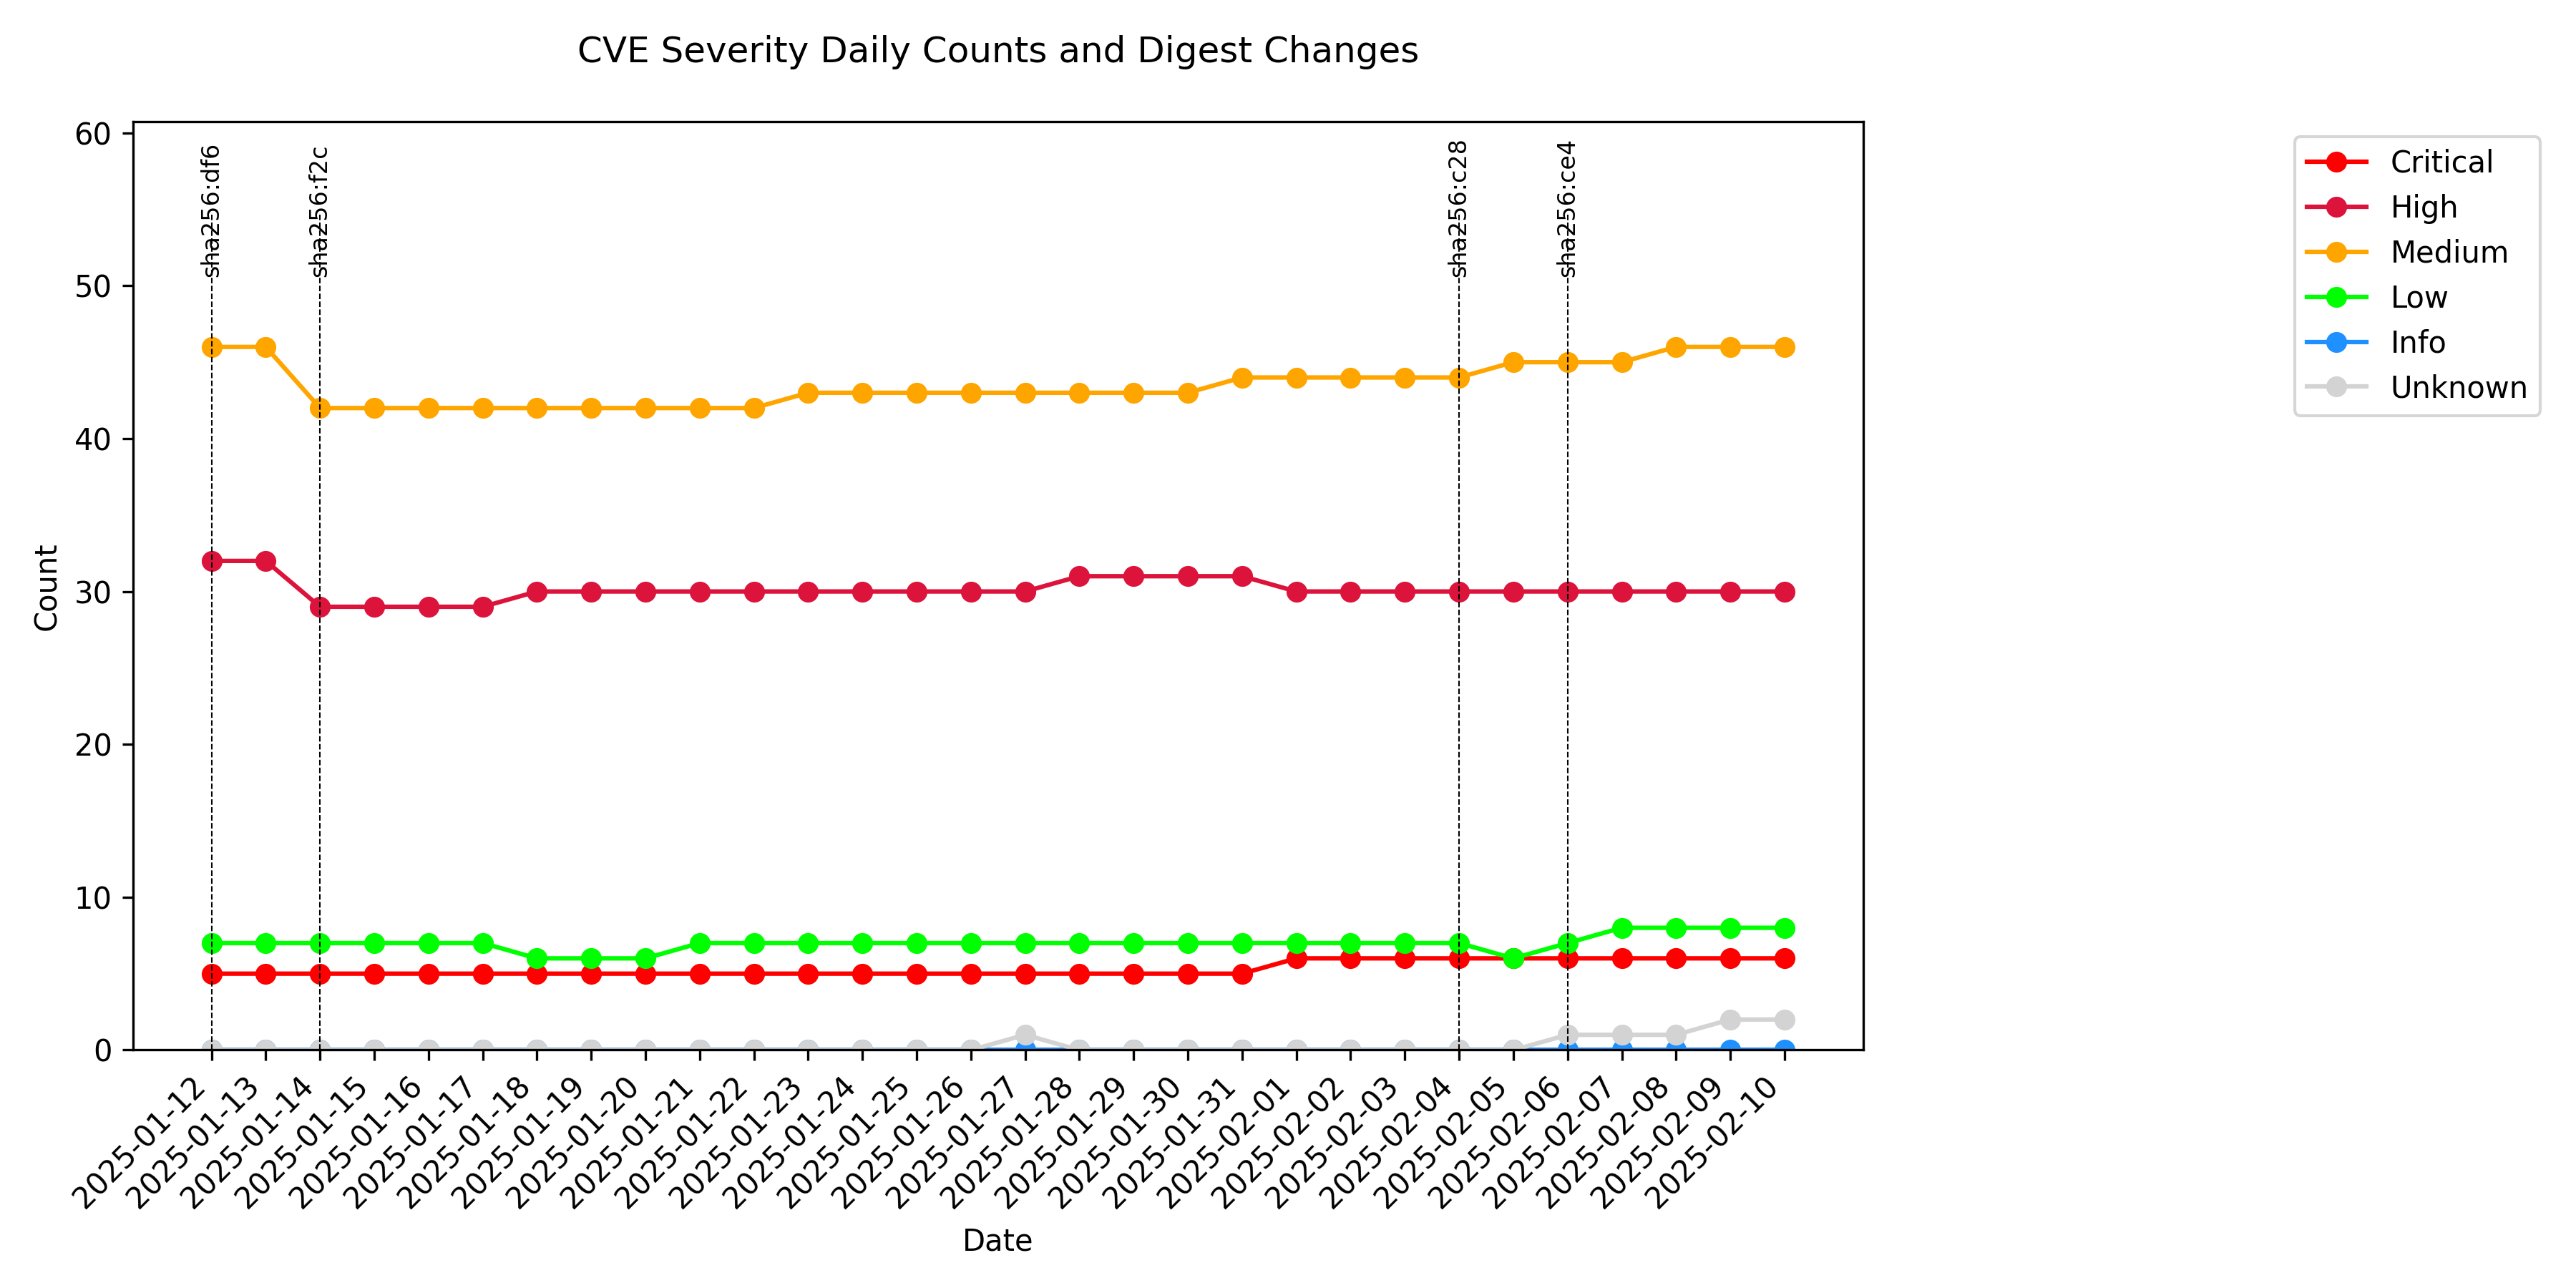 CVE Severity Daily Counts and Digest Changes
60
50
40
30
20
10
0
Count
sha256:df6
sha256:f2c
sha256:c28
sha256:ce4
Critical
High
Medium
Low
Info
Unknown
2025-01-12
2025-01-13
2025-01-14
2025-01-15
2025-01-16
2025-01-17
2025-01-18
2025-01-19
2025-01-20
2025-01-21
2025-01-22
2025-01-23
2025-01-24
2025-01-25
2025-01-26
2025-01-27
2025-01-28
2025-01-29
2025-01-30
2025-01-31
2025-02-01
2025-02-02
2025-02-03
2025-02-04
2025-02-05
2025-02-06
2025-02-07
2025-02-08
2025-02-09
2025-02-10
Date